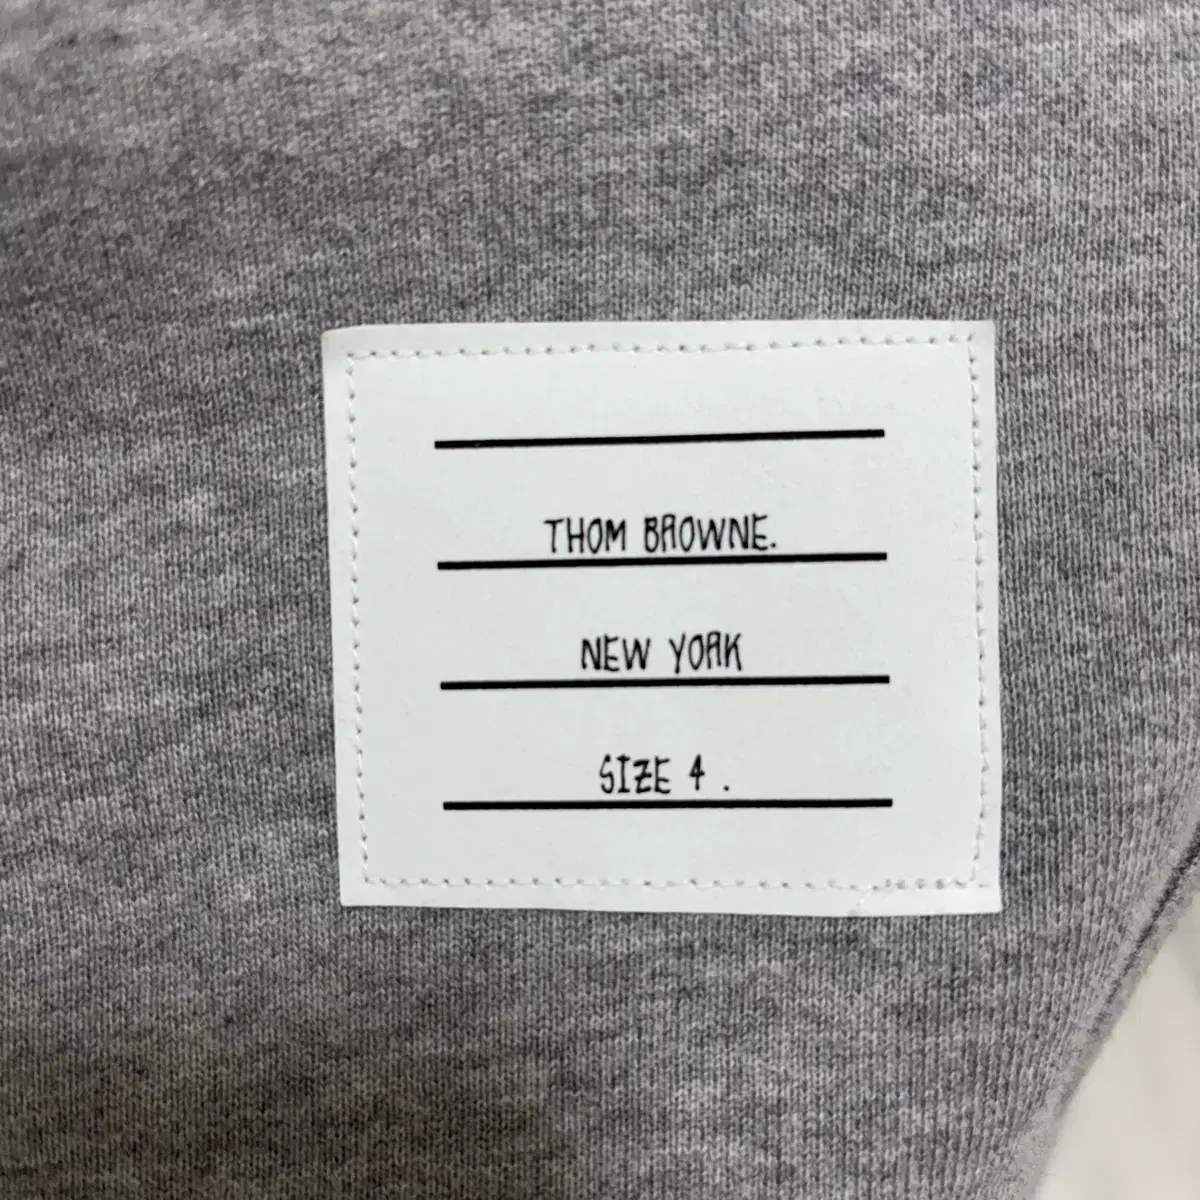 THOM BROWNE.
NEW YORK
SIZE 4 .